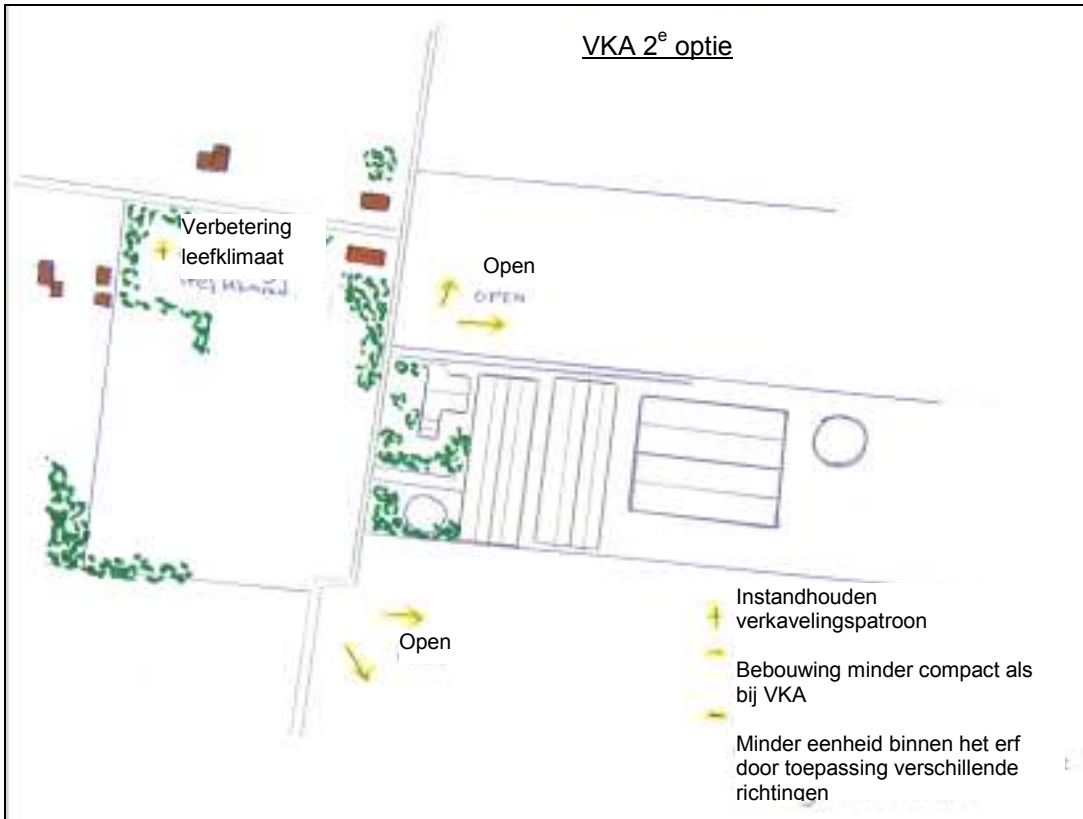 VKA 2e optie
Verbetering
leefklimaat
Open
OPEN
Open
+ Instandhouden
verkavelingspatroon
- Bebouwing minder compact als
bij VKA
- Minder eenheid binnen het erf
door toepassing verschillende
richtingen